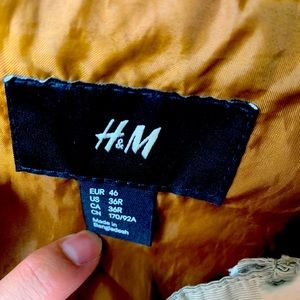 H&M
EUR 46
US 36R
CA 36R
CN 170/92A
Made in
Bangladesh